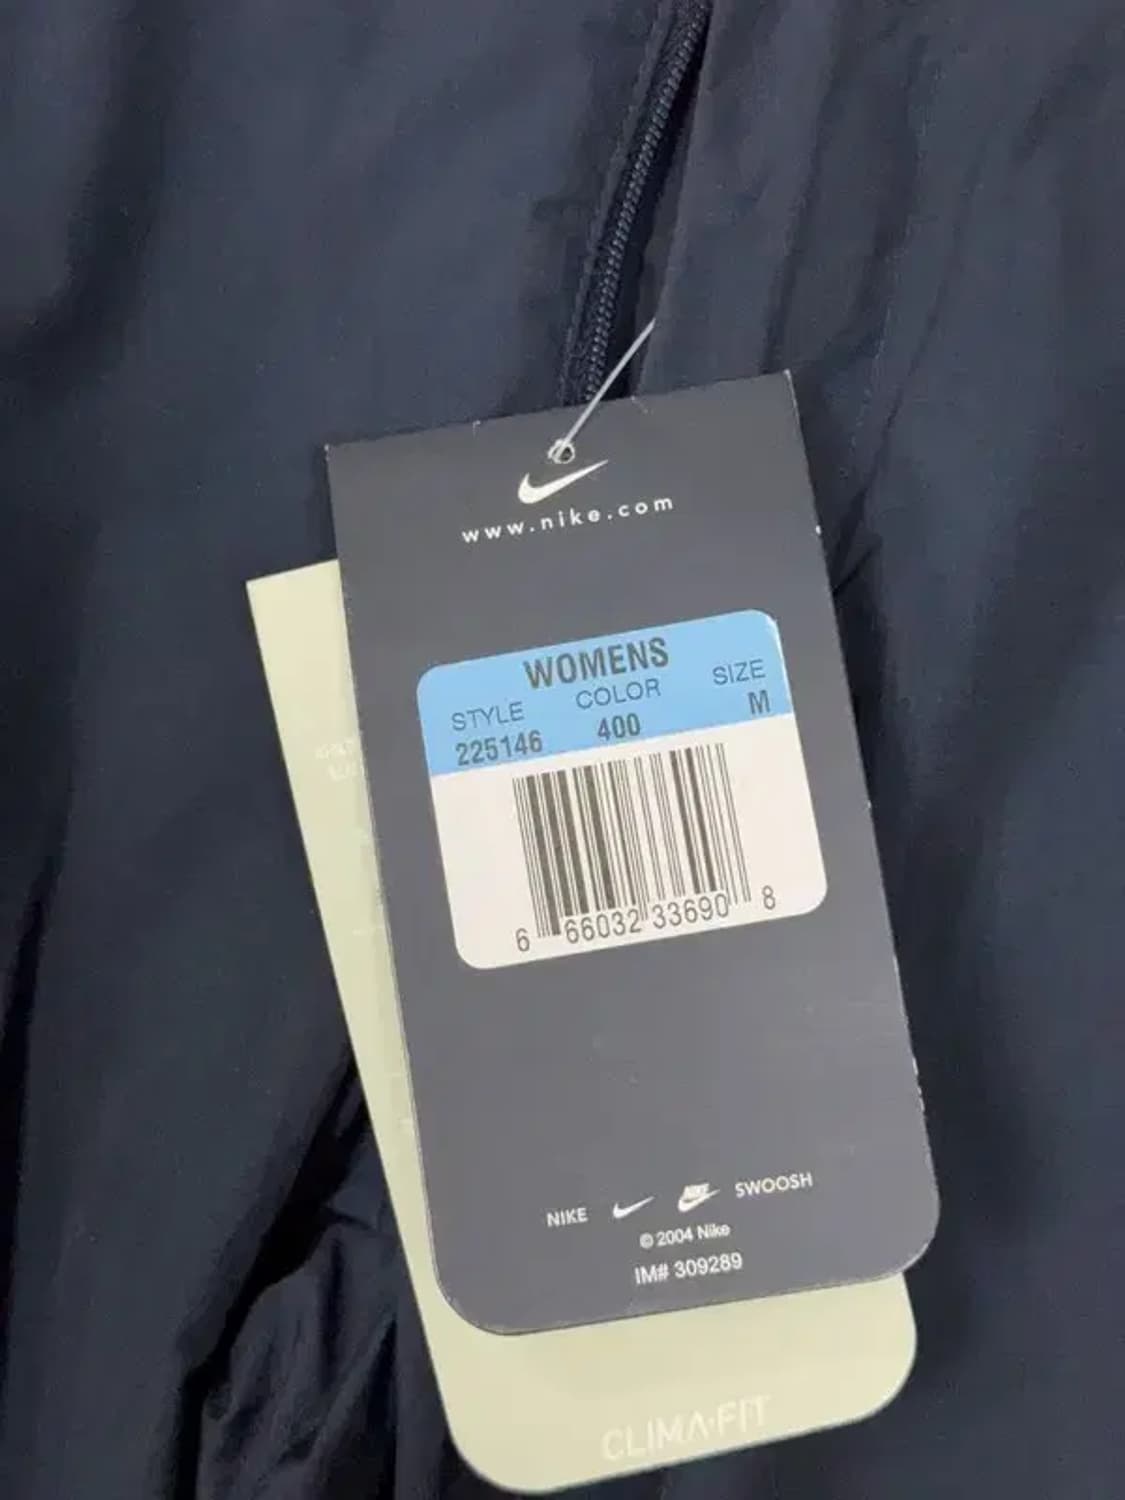 www.nike.com
WOMENS
STYLE COLOR SIZE
225146 400 M
6 66032 33690 8
NIKE NIKE SWOOSH
© 2004 Nike
IM# 309289
CLIMA·FIT